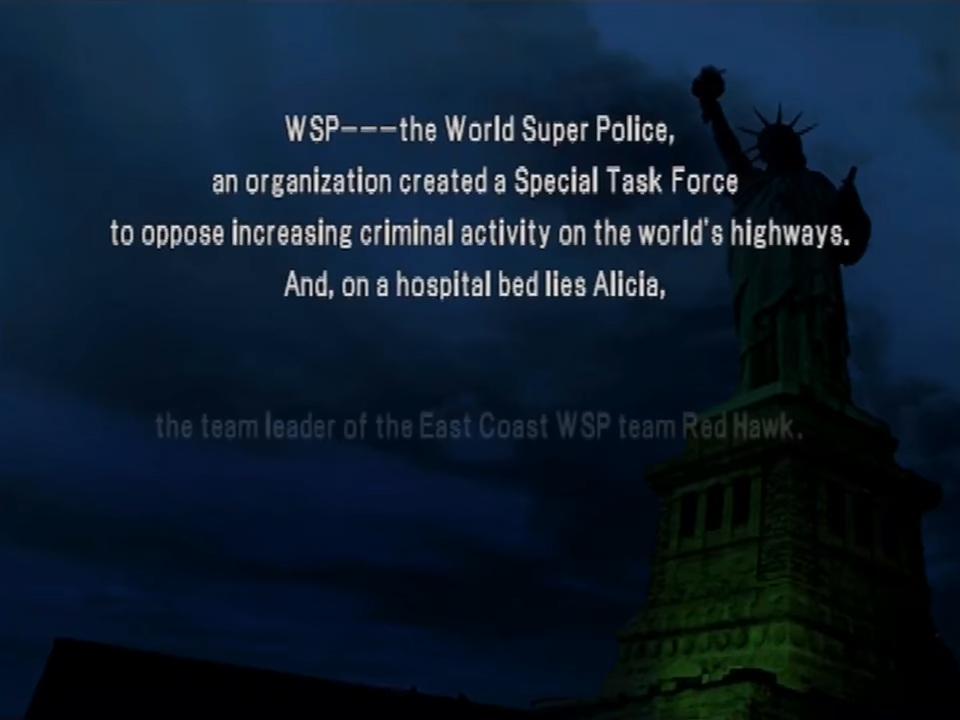 WSP---the World Super Police,
an organization created a Special Task Force
to oppose increasing criminal activity on the world's highways.
And, on a hospital bed lies Alicia,
the team leader of the East Coast WSP team Red Hawk.